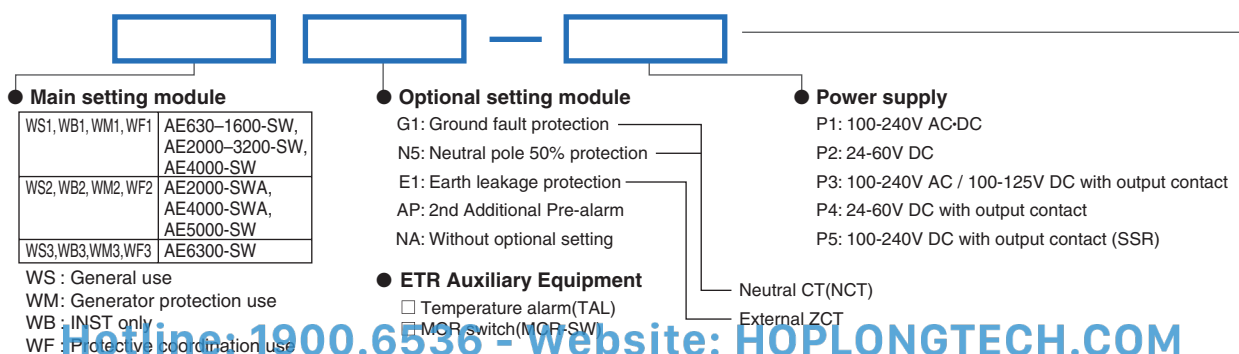 ● Main setting module
WS1, WB1, WM1, WF1 AE630–1600-SW,
AE2000–3200-SW,
AE4000-SW
WS2, WB2, WM2, WF2 AE2000-SWA,
AE4000-SWA,
AE5000-SW
WS3,WB3,WM3,WF3 AE6300-SW
WS : General use
WM: Generator protection use
WB : INST only
WF : Protective coordination use
● Optional setting module
G1: Ground fault protection
N5: Neutral pole 50% protection
E1: Earth leakage protection
AP: 2nd Additional Pre-alarm
NA: Without optional setting
● ETR Auxiliary Equipment
□ Temperature alarm(TAL)
□ MCR switch(MCR-SW)
● Power supply
P1: 100-240V AC•DC
P2: 24-60V DC
P3: 100-240V AC / 100-125V DC with output contact
P4: 24-60V DC with output contact
P5: 100-240V DC with output contact (SSR)
Neutral CT(NCT)
External ZCT
Hotline: 1900.6536 - Website: HOPLONGTECH.COM